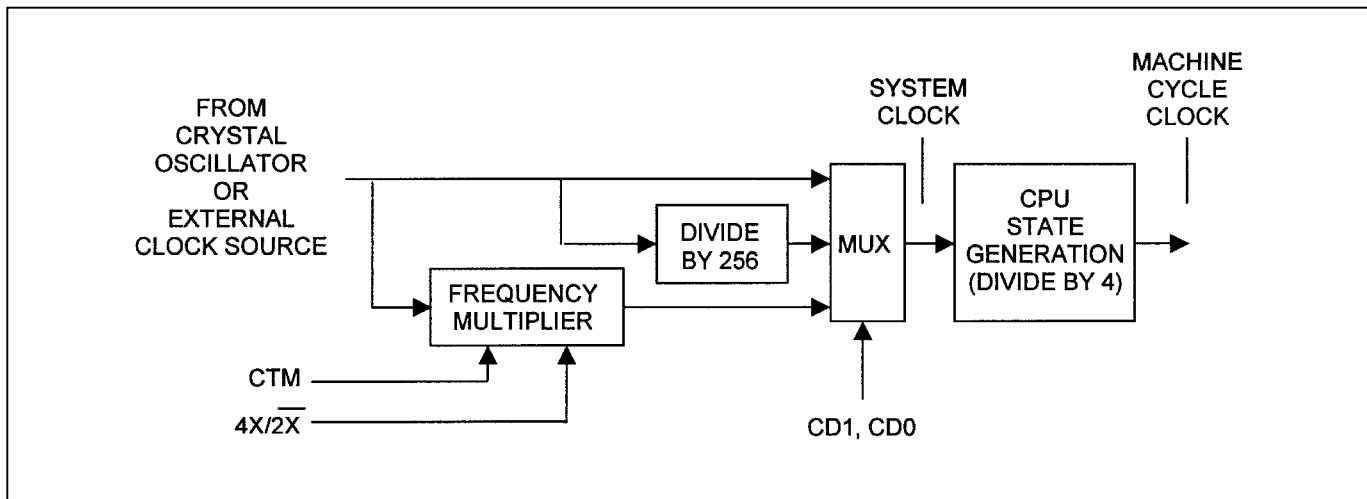 FROM
CRYSTAL
OSCILLATOR
OR
EXTERNAL
CLOCK SOURCE
SYSTEM
CLOCK
MACHINE
CYCLE
CLOCK
DIVIDE
BY 256
MUX
CPU
STATE
GENERATION
(DIVIDE BY 4)
FREQUENCY
MULTIPLIER
CTM
4X/2X̅
CD1, CD0